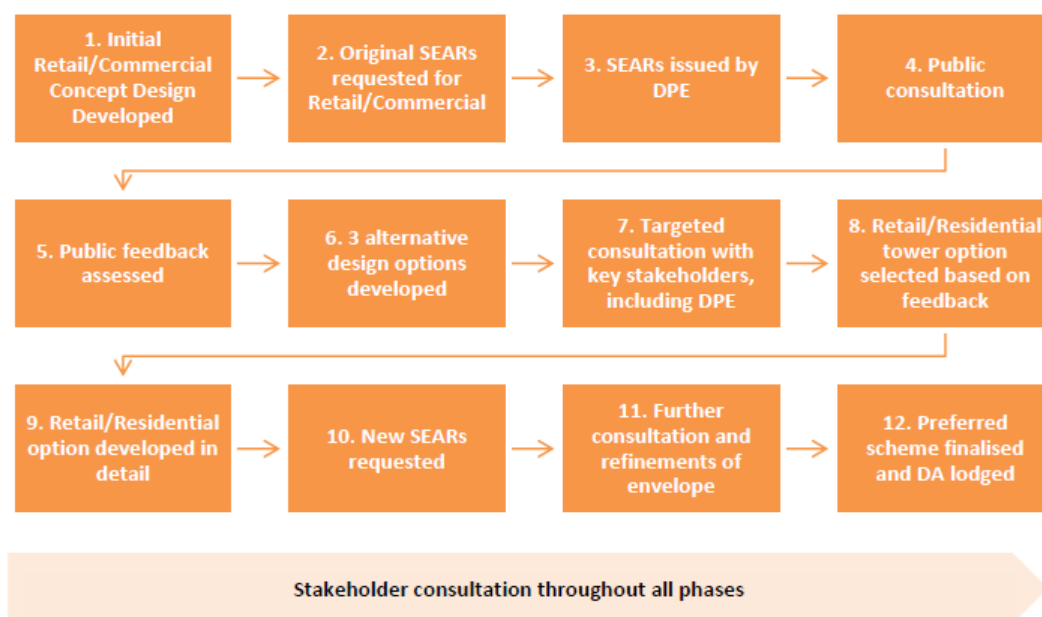 1. Initial
Retail/Commercial
Concept Design
Developed
2. Original SEARs
requested for
Retail/Commercial
3. SEARs issued by
DPE
4. Public
consultation
5. Public feedback
assessed
6. 3 alternative
design options
developed
7. Targeted
consultation with
key stakeholders,
including DPE
8. Retail/Residential
tower option
selected based on
feedback
9. Retail/Residential
option developed in
detail
10. New SEARs
requested
11. Further
consultation and
refinements of
envelope
12. Preferred
scheme finalised
and DA lodged
Stakeholder consultation throughout all phases